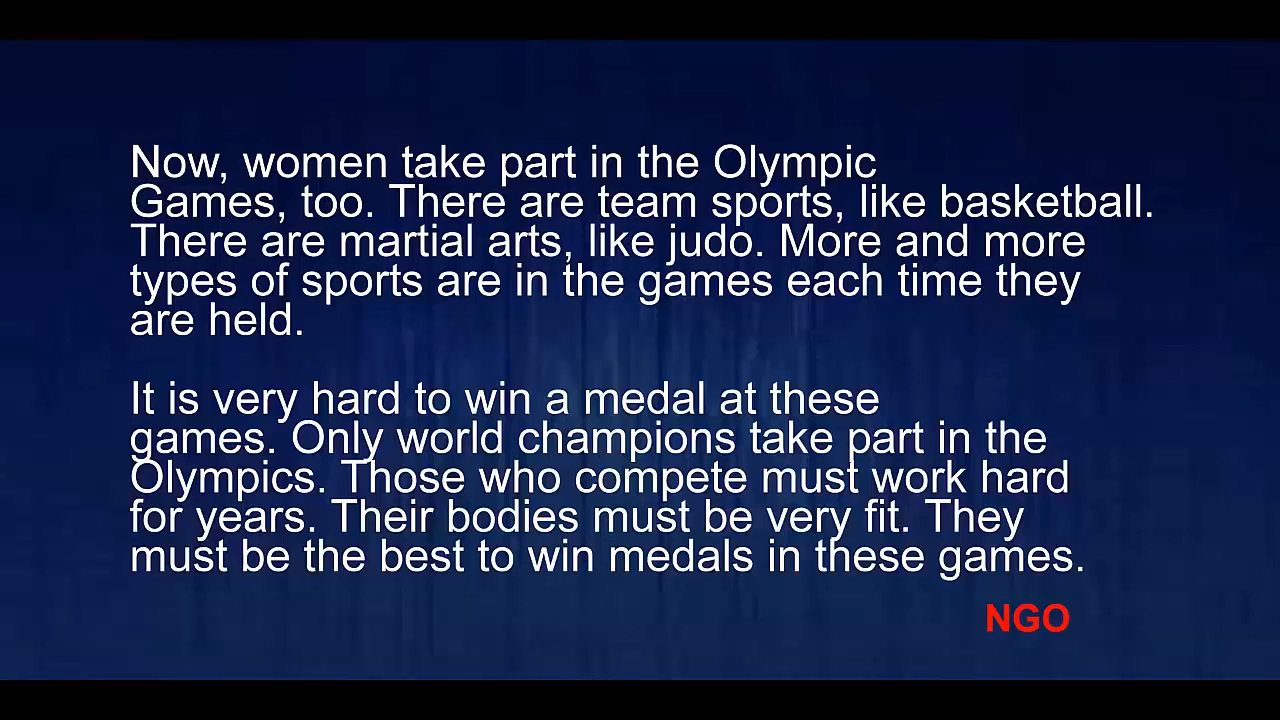 Now, women take part in the Olympic
Games, too. There are team sports, like basketball.
There are martial arts, like judo. More and more
types of sports are in the games each time they
are held.
It is very hard to win a medal at these
games. Only world champions take part in the
Olympics. Those who compete must work hard
for years. Their bodies must be very fit. They
must be the best to win medals in these games.
NGO